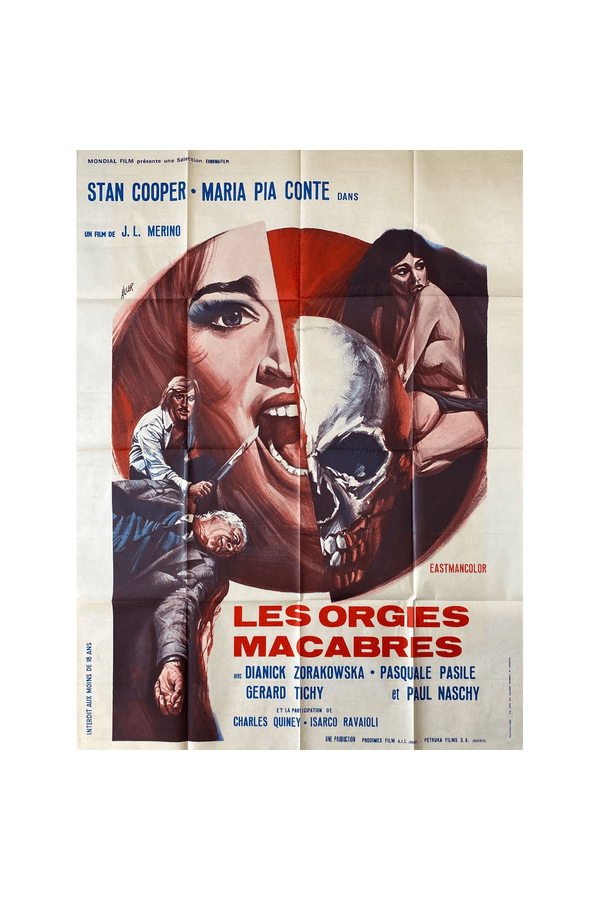 MONDIAL FILM présente une Sélection EUROMAFILM
STAN COOPER • MARIA PIA CONTE DANS
UN FILM DE J. L. MERINO
EASTMANCOLOR
LES ORGIES
MACABRES
avec DIANICK ZORAKOWSKA • PASQUALE PASILE
GERARD TICHY et PAUL NASCHY
ET LA PARTICIPATION DE
CHARLES QUINEY • ISARCO RAVAIOLI
UNE PRODUCTION PRODIMEX FILM S.r.l. PETRUKA FILMS S.A. (MADRID)
INTERDIT AUX MOINS DE 18 ANS